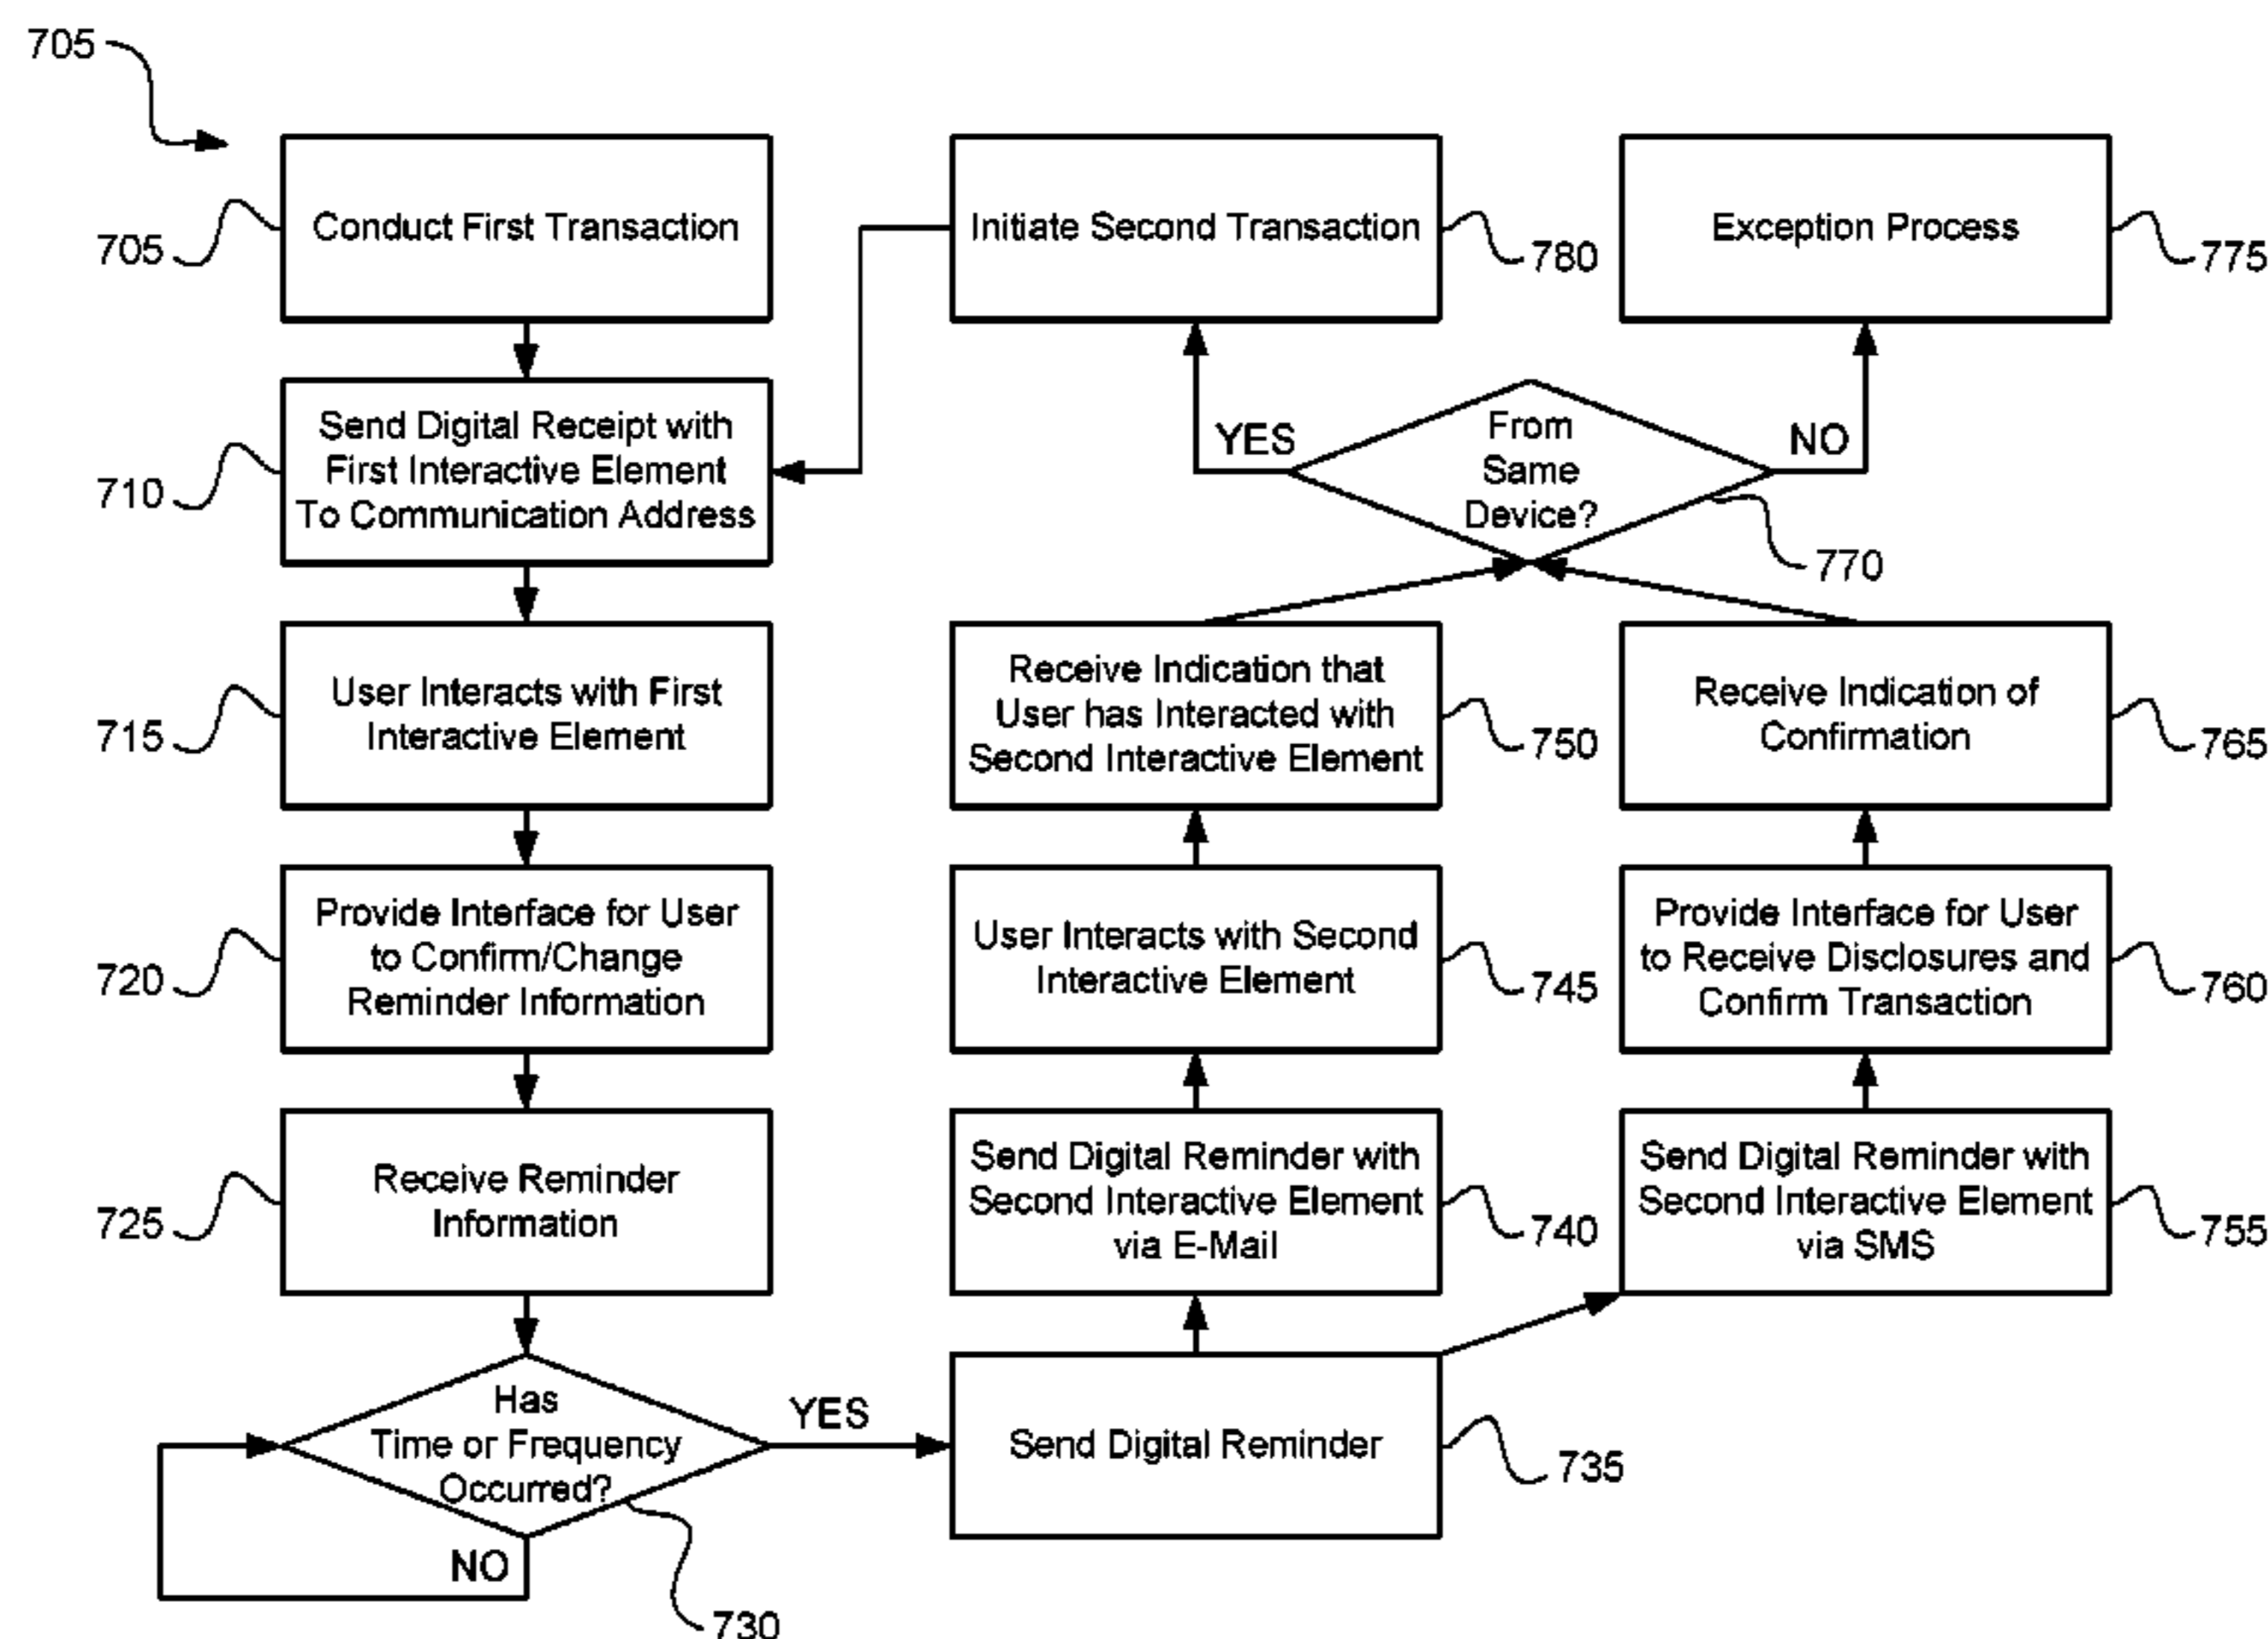 705
Conduct First Transaction
705
Send Digital Receipt with
First Interactive Element
To Communication Address
710
User Interacts with First
Interactive Element
715
Provide Interface for User
to Confirm/Change
Reminder Information
720
Receive Reminder
Information
725
Has
Time or Frequency
Occurred?
YES
NO
730
Send Digital Reminder
735
Send Digital Reminder with
Second Interactive Element
via E-Mail
740
User Interacts with Second
Interactive Element
745
Receive Indication that
User has Interacted with
Second Interactive Element
750
Send Digital Reminder with
Second Interactive Element
via SMS
755
Provide Interface for User
to Receive Disclosures and
Confirm Transaction
760
Receive Indication of
Confirmation
765
From
Same
Device?
YES
NO
770
Initiate Second Transaction
780
Exception Process
775